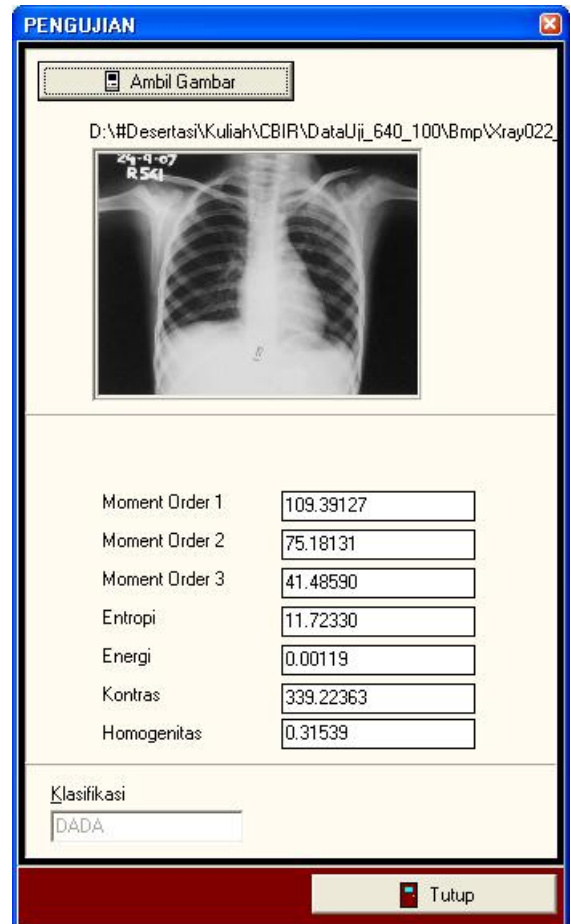 PENGUJIAN
Ambil Gambar
D:\#Desertasi\Kuliah\CBIR\DataUji_640_100\Bmp\Xray022_
24-9-07
R561
Moment Order 1 109.39127
Moment Order 2 75.18131
Moment Order 3 41.48590
Entropi 11.72330
Energi 0.00119
Kontras 339.22363
Homogenitas 0.31539
Klasifikasi
DADA
Tutup